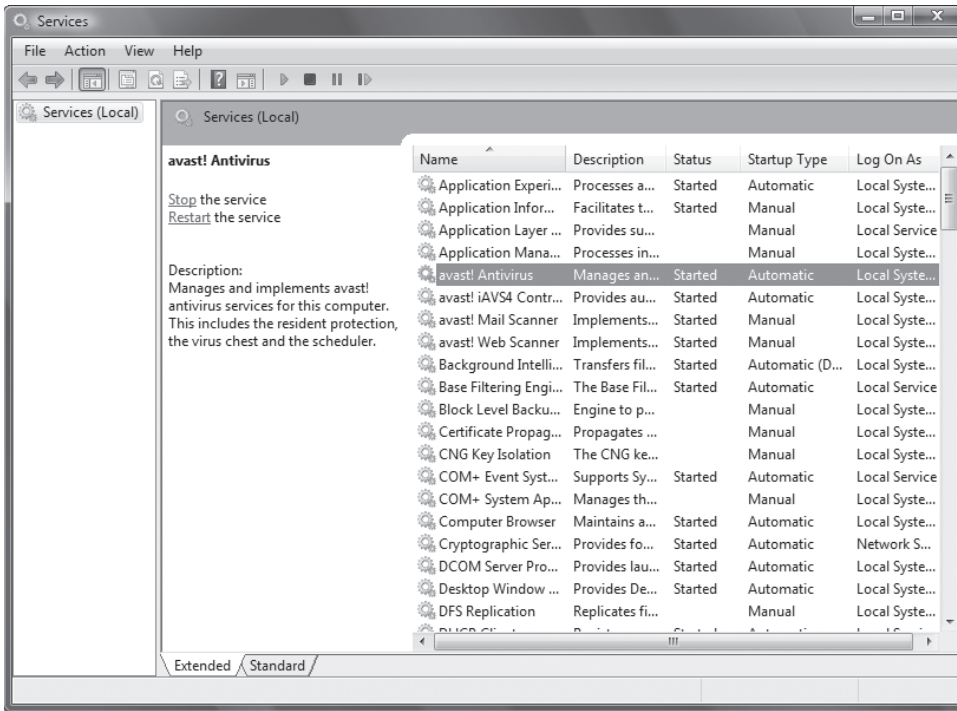 Services
File Action View Help
Services (Local)
Services (Local)
avast! Antivirus
Stop the service
Restart the service
Description:
Manages and implements avast!
antivirus services for this computer.
This includes the resident protection,
the virus chest and the scheduler.
Name Description Status Startup Type Log On As
Application Experi... Processes a... Started Automatic Local Syste...
Application Infor... Facilitates t... Started Manual Local Syste...
Application Layer ... Provides su... Manual Local Service
Application Mana... Processes in... Manual Local Syste...
avast! Antivirus Manages an... Started Automatic Local Syste...
avast! iAVS4 Contr... Provides au... Started Automatic Local Syste...
avast! Mail Scanner Implements... Started Manual Local Syste...
avast! Web Scanner Implements... Started Manual Local Syste...
Background Intelli... Transfers fil... Started Automatic (D... Local Syste...
Base Filtering Engi... The Base Fil... Started Automatic Local Service
Block Level Backu... Engine to p... Manual Local Syste...
Certificate Propag... Propagates ... Manual Local Syste...
CNG Key Isolation The CNG ke... Manual Local Syste...
COM+ Event Syst... Supports Sy... Started Automatic Local Service
COM+ System Ap... Manages th... Manual Local Syste...
Computer Browser Maintains a... Started Automatic Local Syste...
Cryptographic Ser... Provides fo... Started Automatic Network S...
DCOM Server Pro... Provides lau... Started Automatic Local Syste...
Desktop Window ... Provides De... Started Automatic Local Syste...
DFS Replication Replicates fi... Manual Local Syste...
Extended Standard